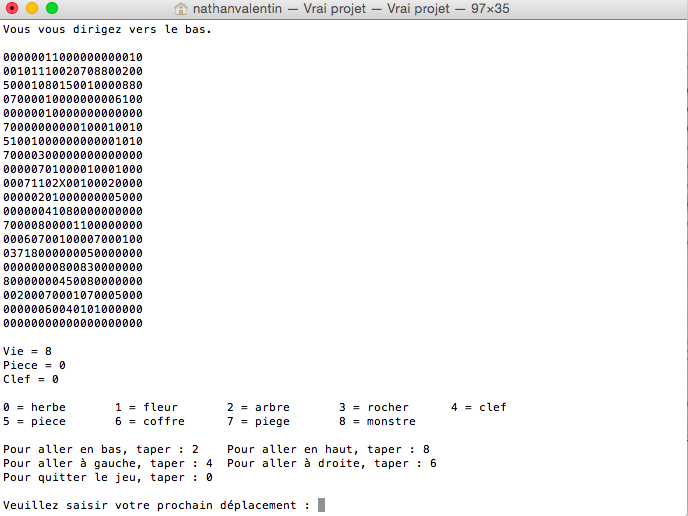 nathanvalentin — Vrai projet — Vrai projet — 97×35
Vous vous dirigez vers le bas.
00000011000000000010
00101110020708800200
50001080150010000880
07000010000000006100
00000010000000000000
70000000000100010010
51001000000000001010
70000300000000000000
00000701000010001000
00071102X00100020000
00000201000000005000
00000041080000000000
70000800001100000000
00060700100007000100
03718000000050000000
00000000800830000000
80000000450080000000
00200070001070005000
00000060040101000000
00000000000000000000
Vie = 8
Piece = 0
Clef = 0
0 = herbe 1 = fleur 2 = arbre 3 = rocher 4 = clef
5 = piece 6 = coffre 7 = piege 8 = monstre
Pour aller en bas, taper : 2 Pour aller en haut, taper : 8
Pour aller à gauche, taper : 4 Pour aller à droite, taper : 6
Pour quitter le jeu, taper : 0
Veuillez saisir votre prochain déplacement :